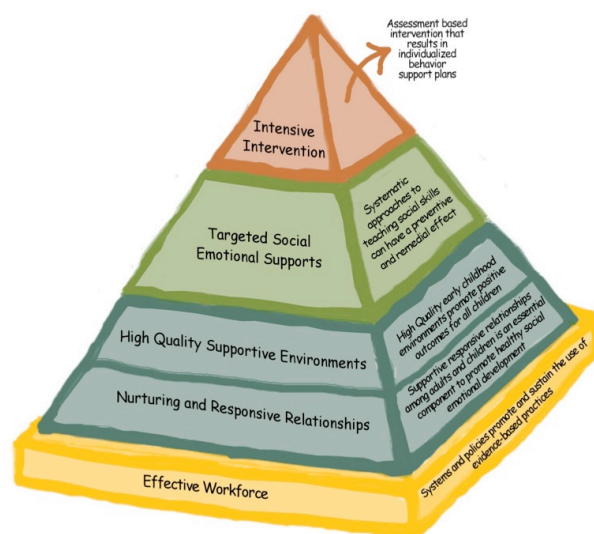 Assessment based
intervention that
results in
individualized
behavior
support plans
Intensive
Intervention
Systematic
approaches to
teaching social skills
can have a preventive
and remedial effect
Targeted Social
Emotional Supports
High Quality early childhood
environments promote positive
outcomes for all children
High Quality Supportive Environments
Supportive responsive relationships
among adults and children is an essential
component to promote healthy social
emotional development
Nurturing and Responsive Relationships
Systems and policies promote and sustain the use of
evidence-based practices
Effective Workforce